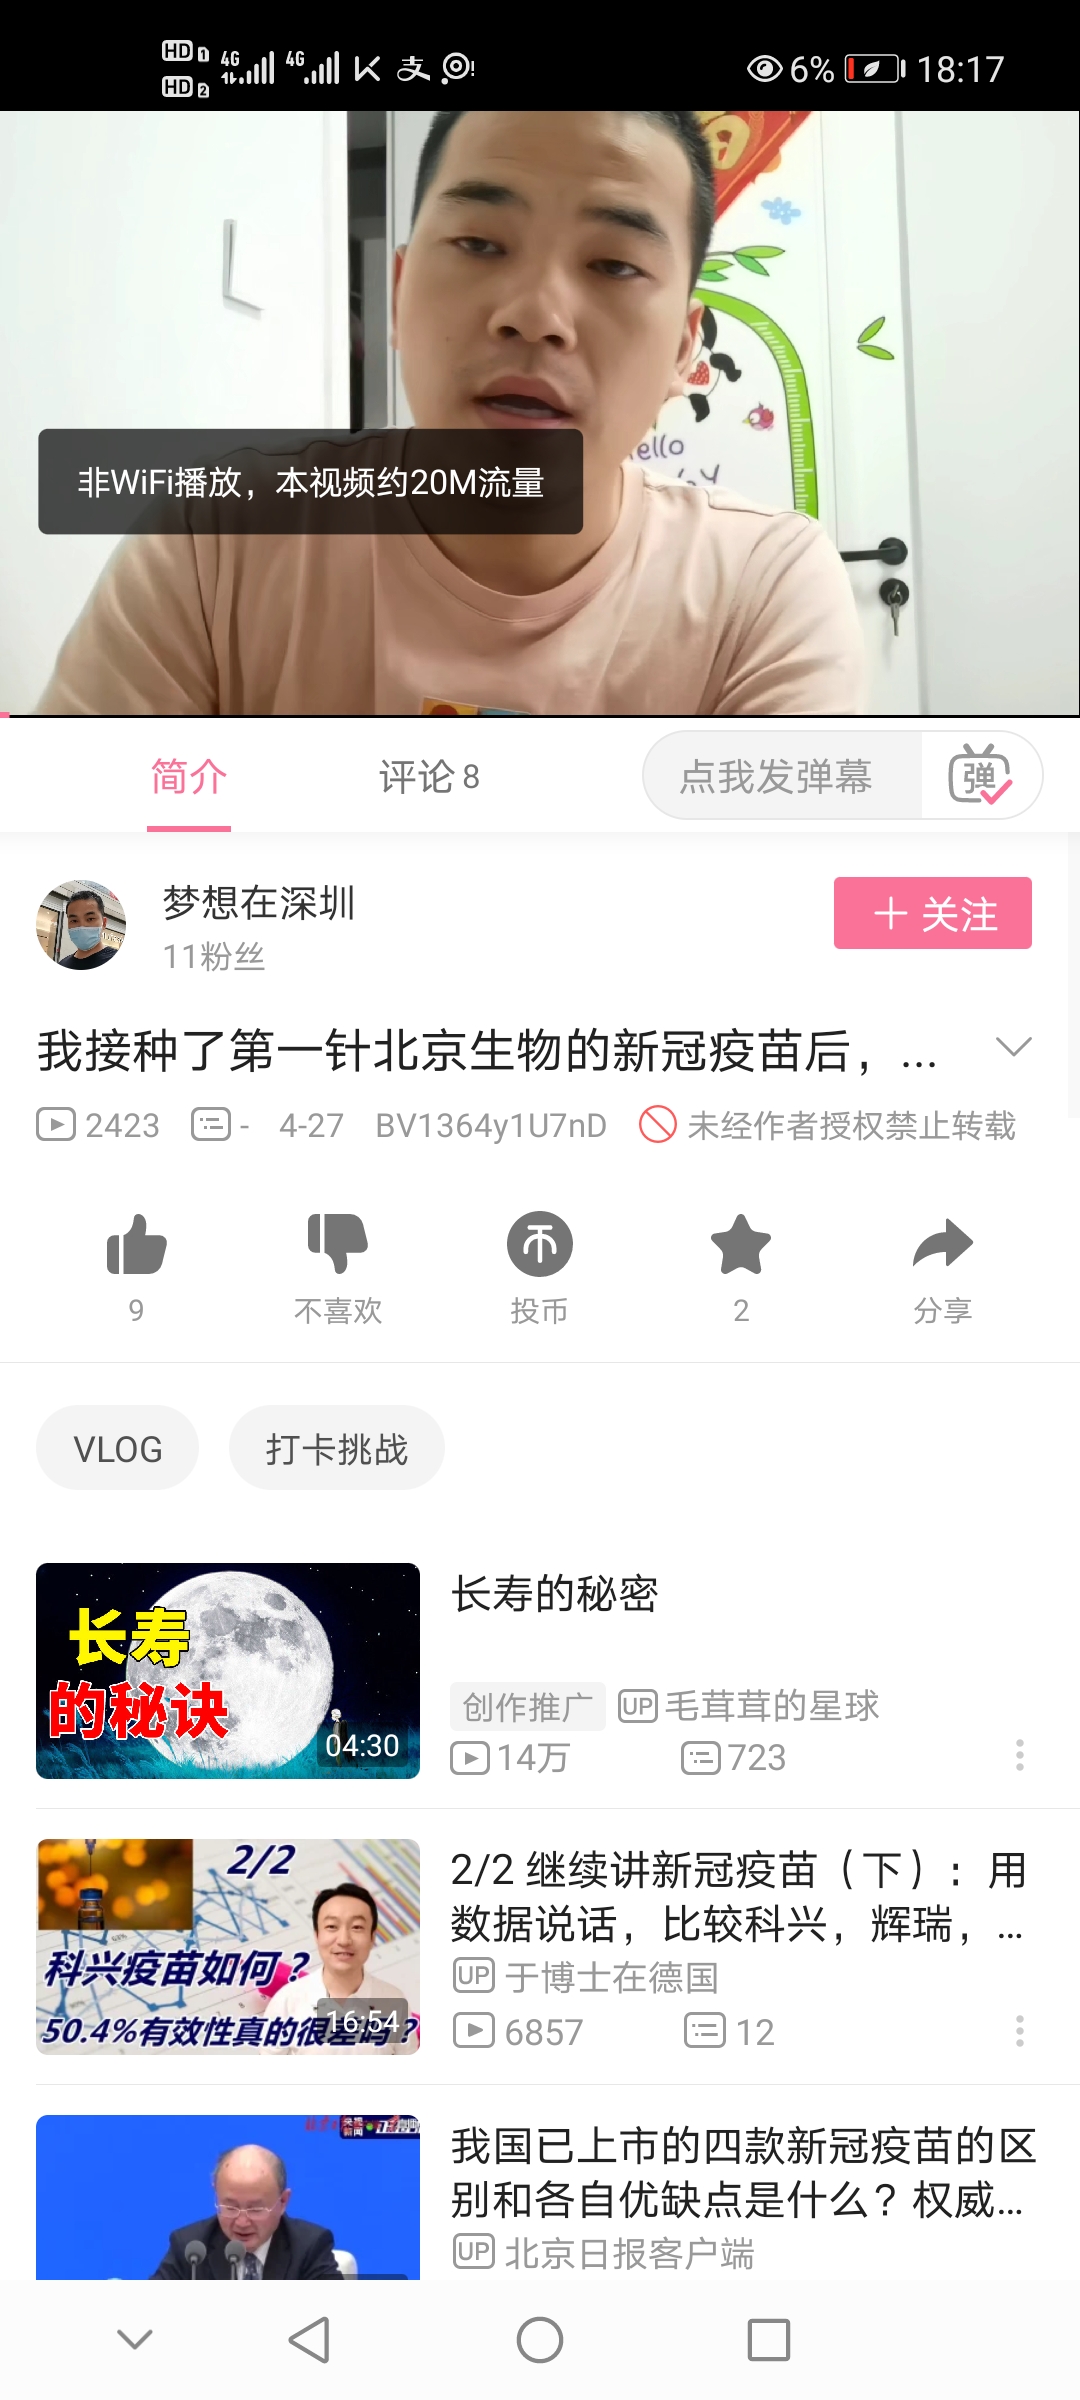 HD 1 4G 4G 6% 18:17
HD 2
ello
非WiFi播放，本视频约20M流量
简介 评论8 点我发弹幕 弹
梦想在深圳
11粉丝
＋关注
我接种了第一针北京生物的新冠疫苗后，...
2423 - 4-27 BV1364y1U7nD 未经作者授权禁止转载
9 不喜欢 投币 2 分享
VLOG 打卡挑战
长寿
的秘诀
04:30
长寿的秘密
创作推广 UP 毛茸茸的星球
14万 723
2/2
科兴疫苗如何？
50.4%有效性真的很差吗？
16:54
2/2 继续讲新冠疫苗（下）：用
数据说话，比较科兴，辉瑞，...
UP 于博士在德国
6857 12
我国已上市的四款新冠疫苗的区
别和各自优缺点是什么？权威...
UP 北京日报客户端